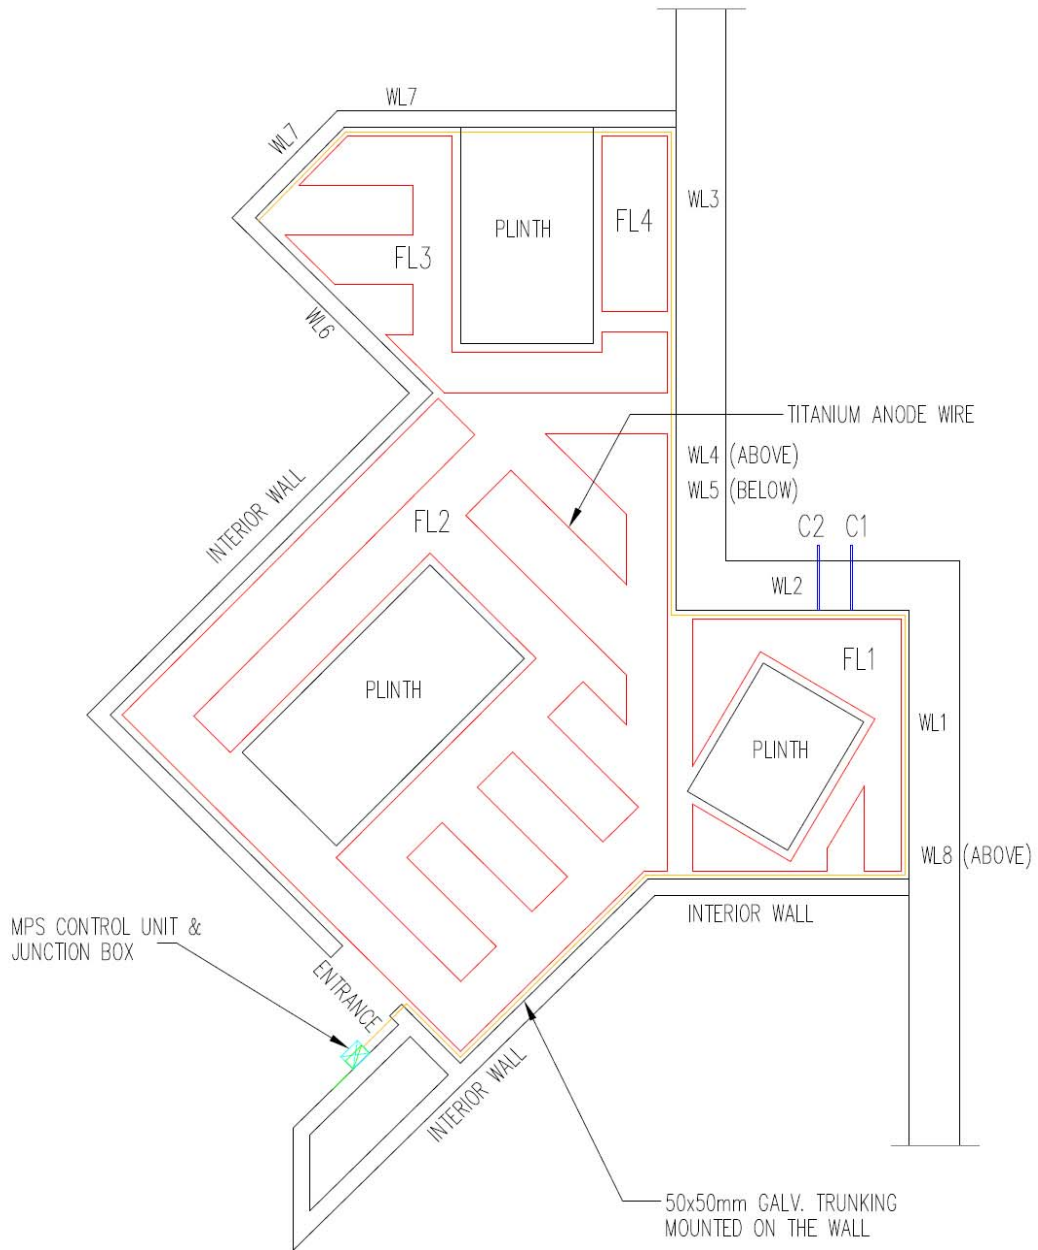 WL7
WL7
WL3
PLINTH
FL4
FL3
WL6
TITANIUM ANODE WIRE
WL4 (ABOVE)
WL5 (BELOW)
INTERIOR WALL
FL2
C2
C1
WL2
FL1
PLINTH
WL1
PLINTH
WL8 (ABOVE)
INTERIOR WALL
MPS CONTROL UNIT &
JUNCTION BOX
ENTRANCE
INTERIOR WALL
50x50mm GALV. TRUNKING
MOUNTED ON THE WALL